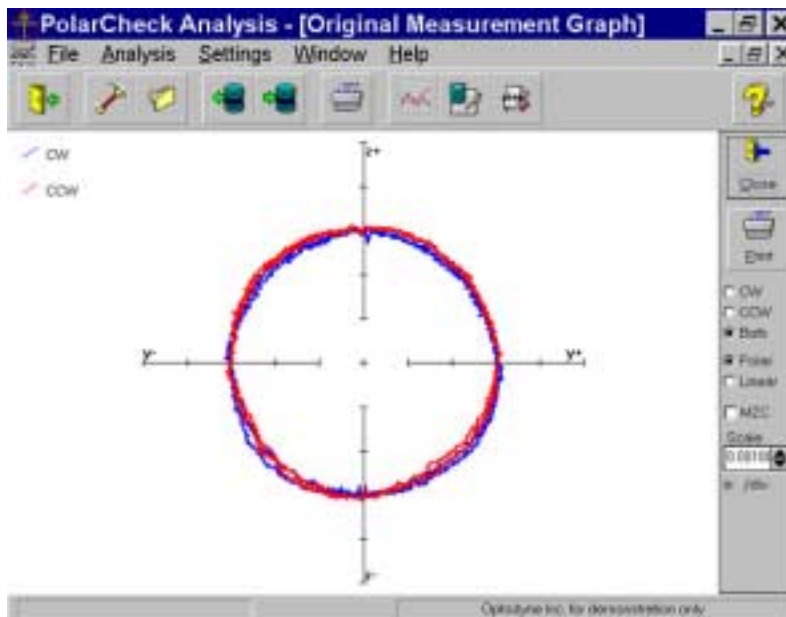 PolarCheck Analysis - [Original Measurement Graph]
File Analysis Settings Window Help
CW
CCW
z+
y-
y+
Close
Print
CW
CCW
Both
Polar
Linear
MZC
Scale
/div
Optodyne Inc. for demonstration only